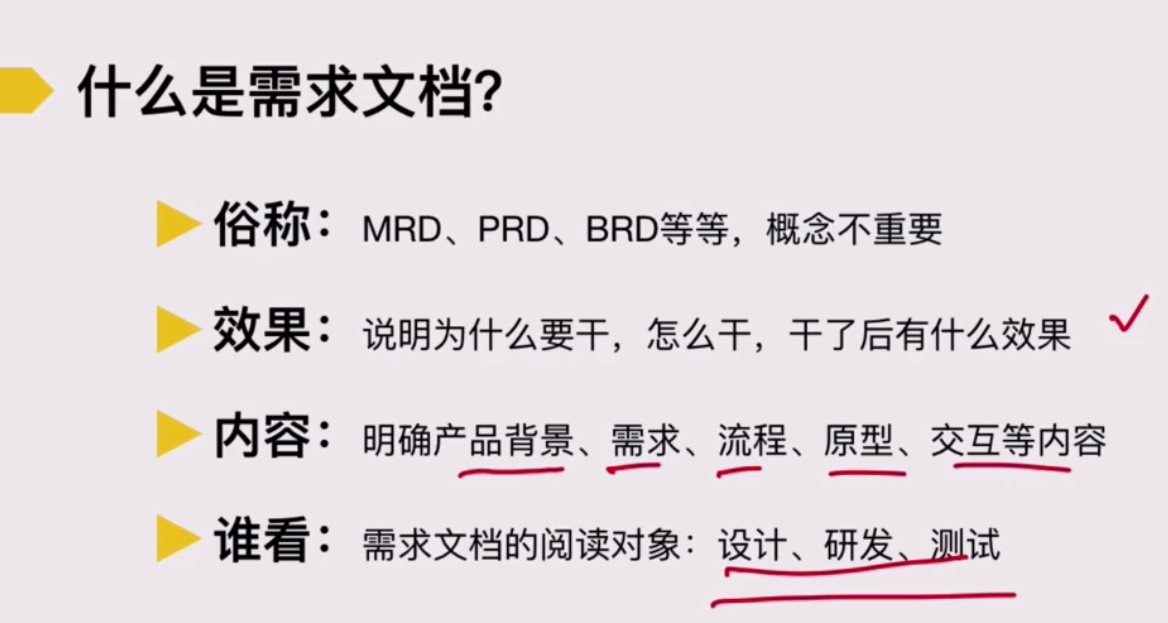 什么是需求文档?
俗称：MRD、PRD、BRD等等，概念不重要
效果：说明为什么要干，怎么干，干了后有什么效果
内容：明确产品背景、需求、流程、原型、交互等内容
谁看：需求文档的阅读对象：设计、研发、测试